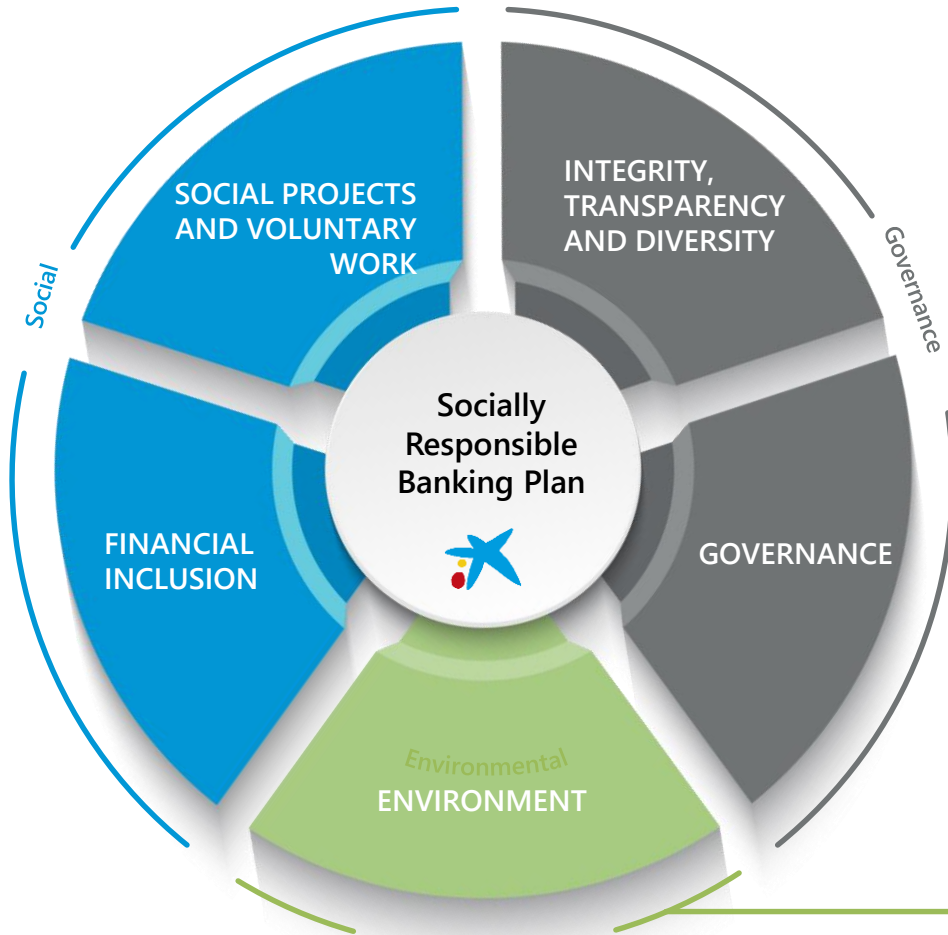 SOCIAL PROJECTS
AND VOLUNTARY
WORK
INTEGRITY,
TRANSPARENCY
AND DIVERSITY
Social
Governance
Socially
Responsible
Banking Plan
FINANCIAL
INCLUSION
GOVERNANCE
Environmental
ENVIRONMENT